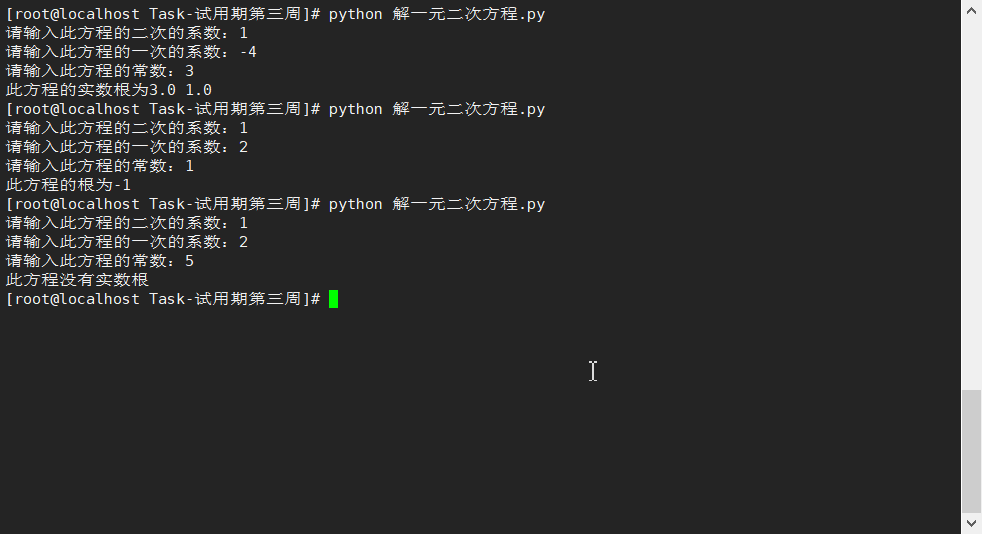 [root@localhost Task-试用期第三周]# python 解一元二次方程.py
请输入此方程的二次的系数：1
请输入此方程的一次的系数：-4
请输入此方程的常数：3
此方程的实数根为3.0 1.0
[root@localhost Task-试用期第三周]# python 解一元二次方程.py
请输入此方程的二次的系数：1
请输入此方程的一次的系数：2
请输入此方程的常数：1
此方程的根为-1
[root@localhost Task-试用期第三周]# python 解一元二次方程.py
请输入此方程的二次的系数：1
请输入此方程的一次的系数：2
请输入此方程的常数：5
此方程没有实数根
[root@localhost Task-试用期第三周]#